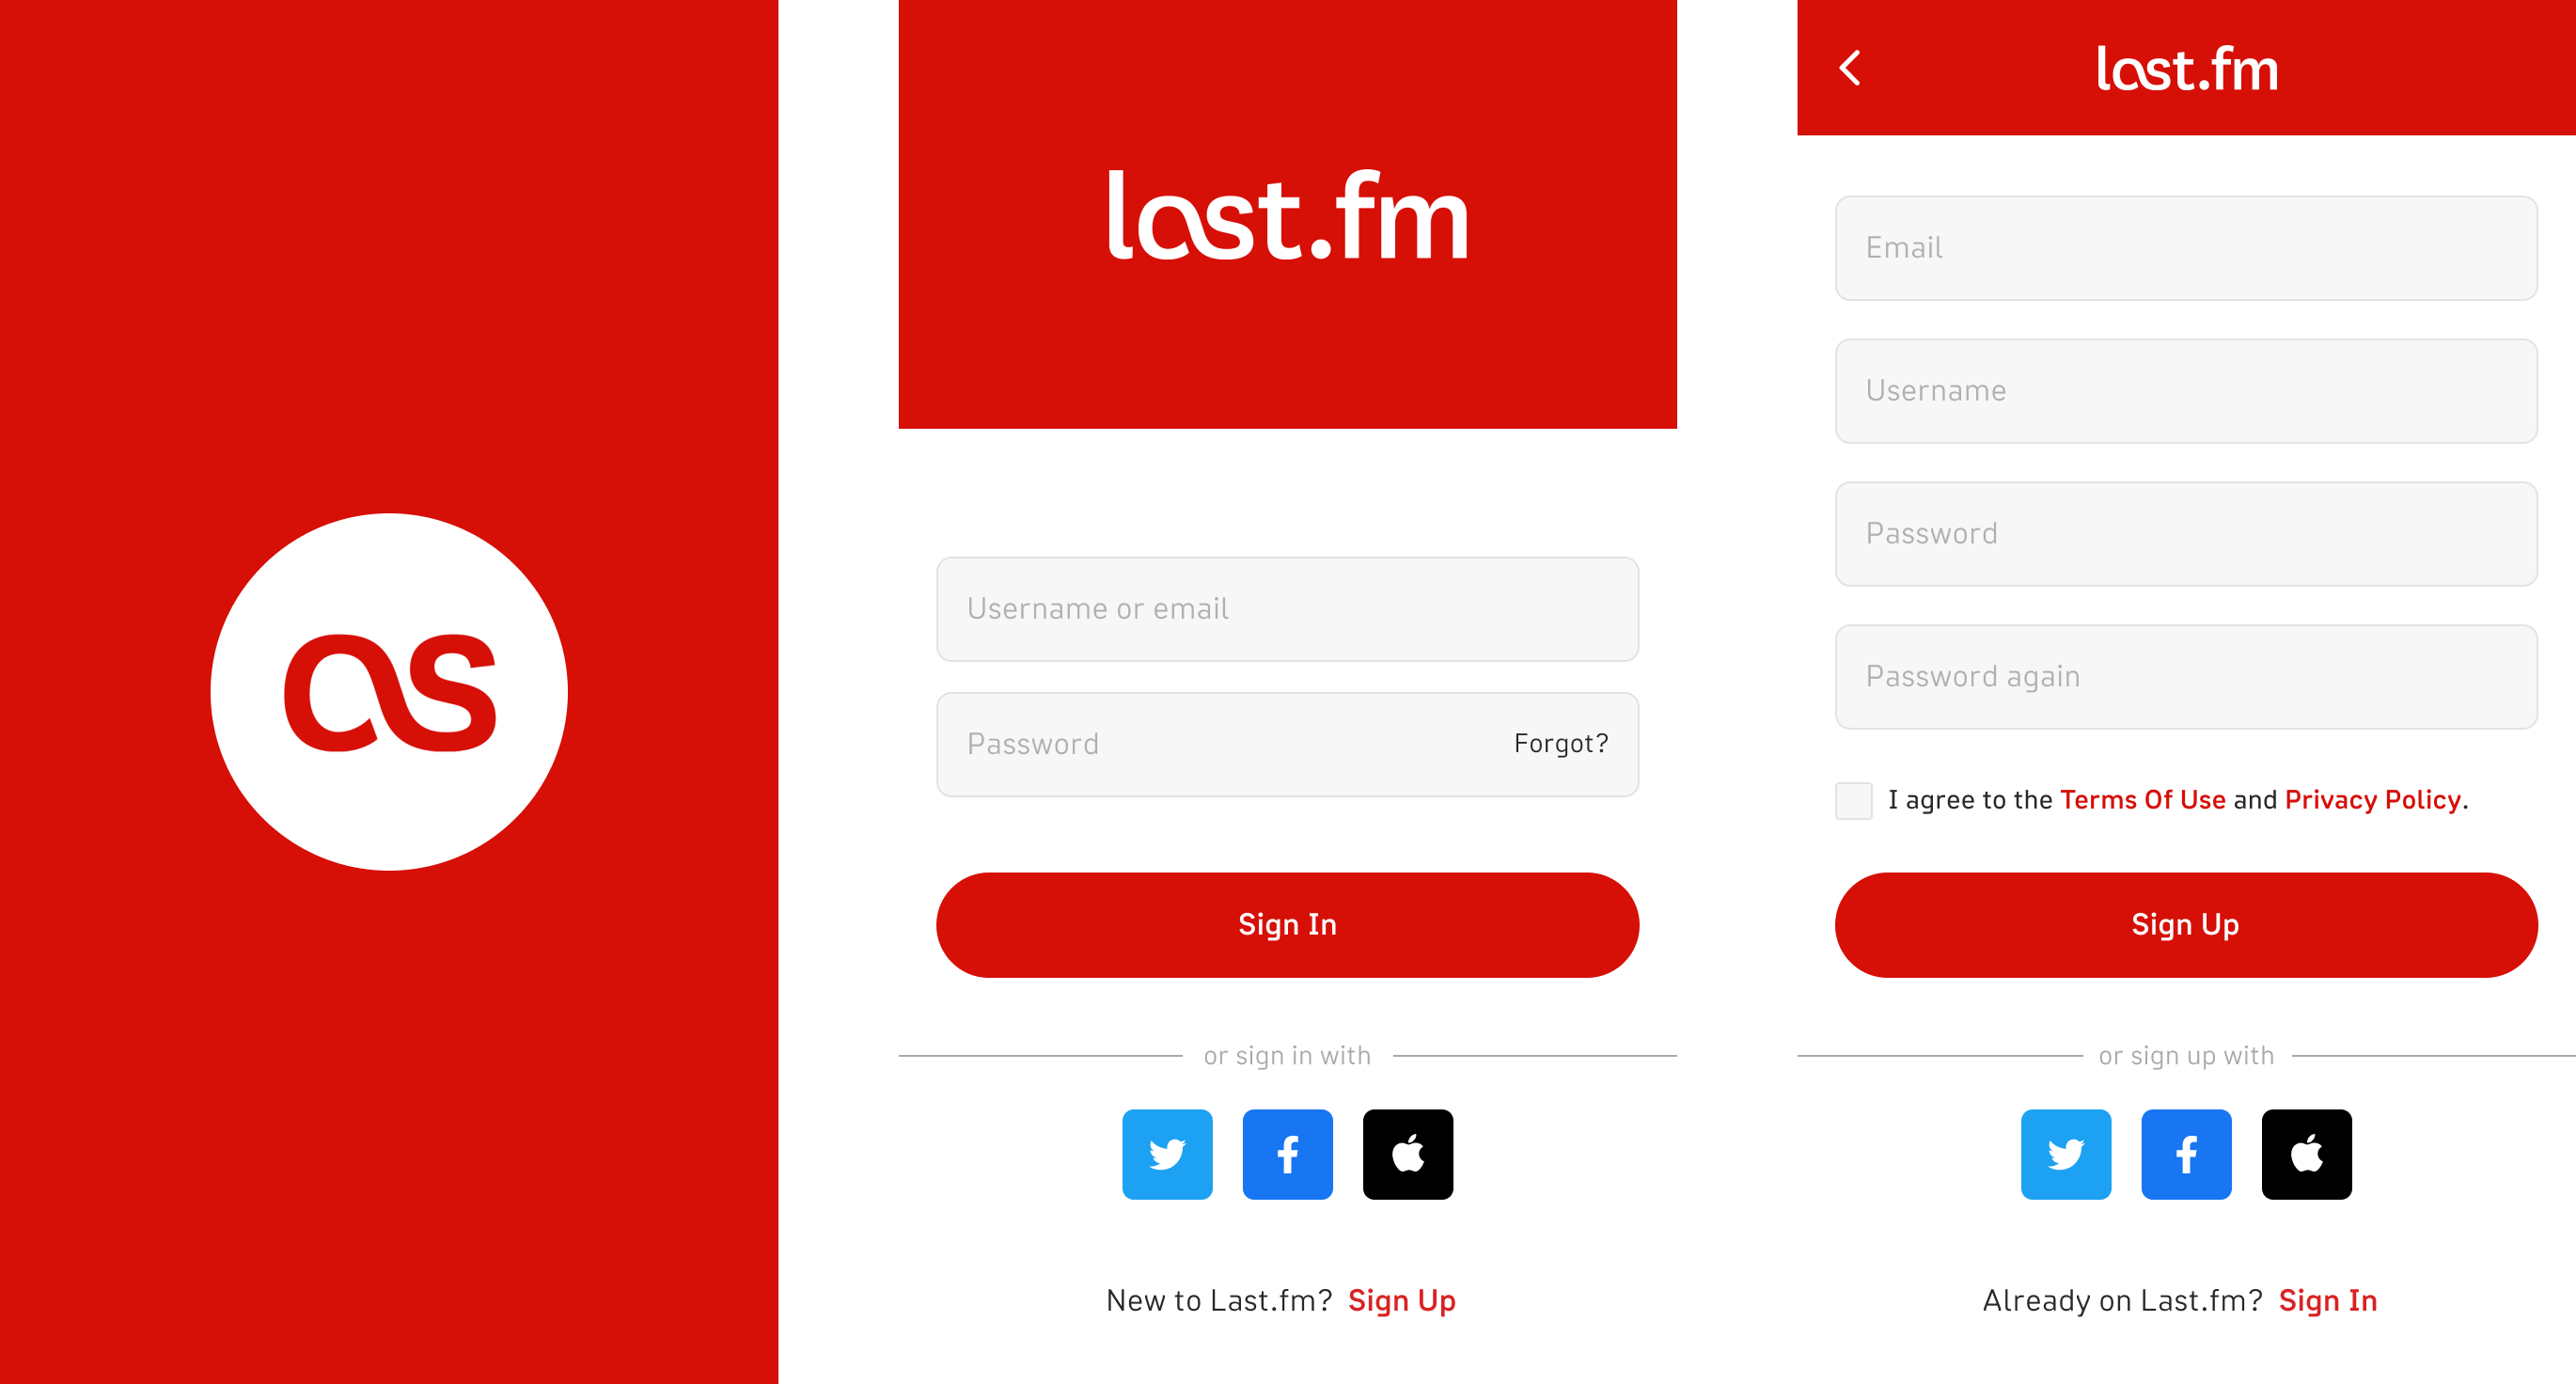 as
last.fm
Username or email
Password
Forgot?
Sign In
or sign in with
New to Last.fm? Sign Up
last.fm
Email
Username
Password
Password again
I agree to the Terms Of Use and Privacy Policy.
Sign Up
or sign up with
Already on Last.fm? Sign In